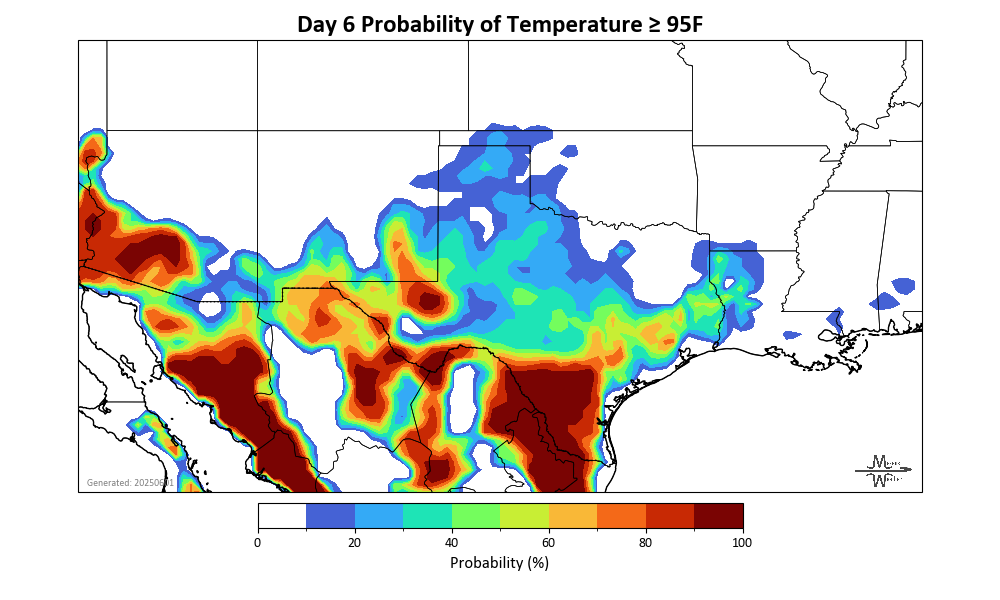 Day 6 Probability of Temperature ≥ 95F
Generated: 20250601
0 20 40 60 80 100
Probability (%)